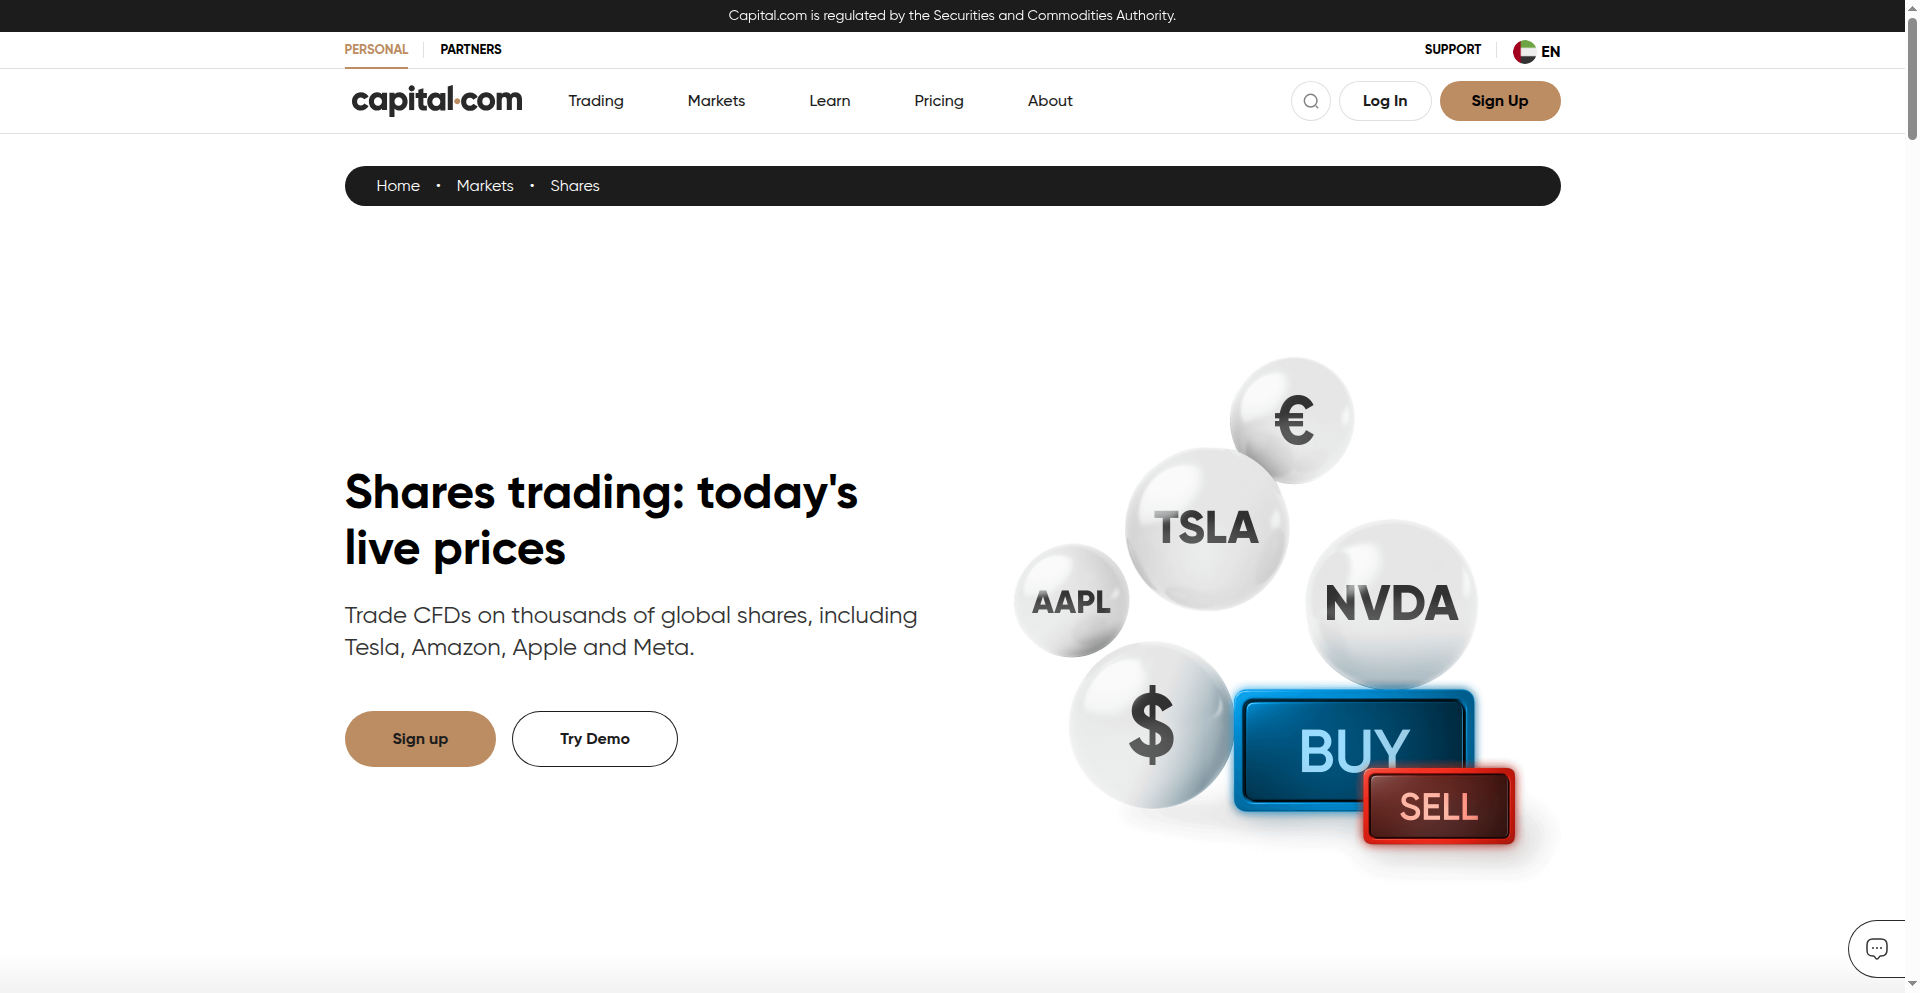 Capital.com is regulated by the Securities and Commodities Authority.
PERSONAL
PARTNERS
SUPPORT
EN
capital.com
Trading
Markets
Learn
Pricing
About
Log In
Sign Up
Home • Markets • Shares
Shares trading: today's
live prices
Trade CFDs on thousands of global shares, including
Tesla, Amazon, Apple and Meta.
Sign up
Try Demo
€
TSLA
AAPL
NVDA
$
BUY
SELL